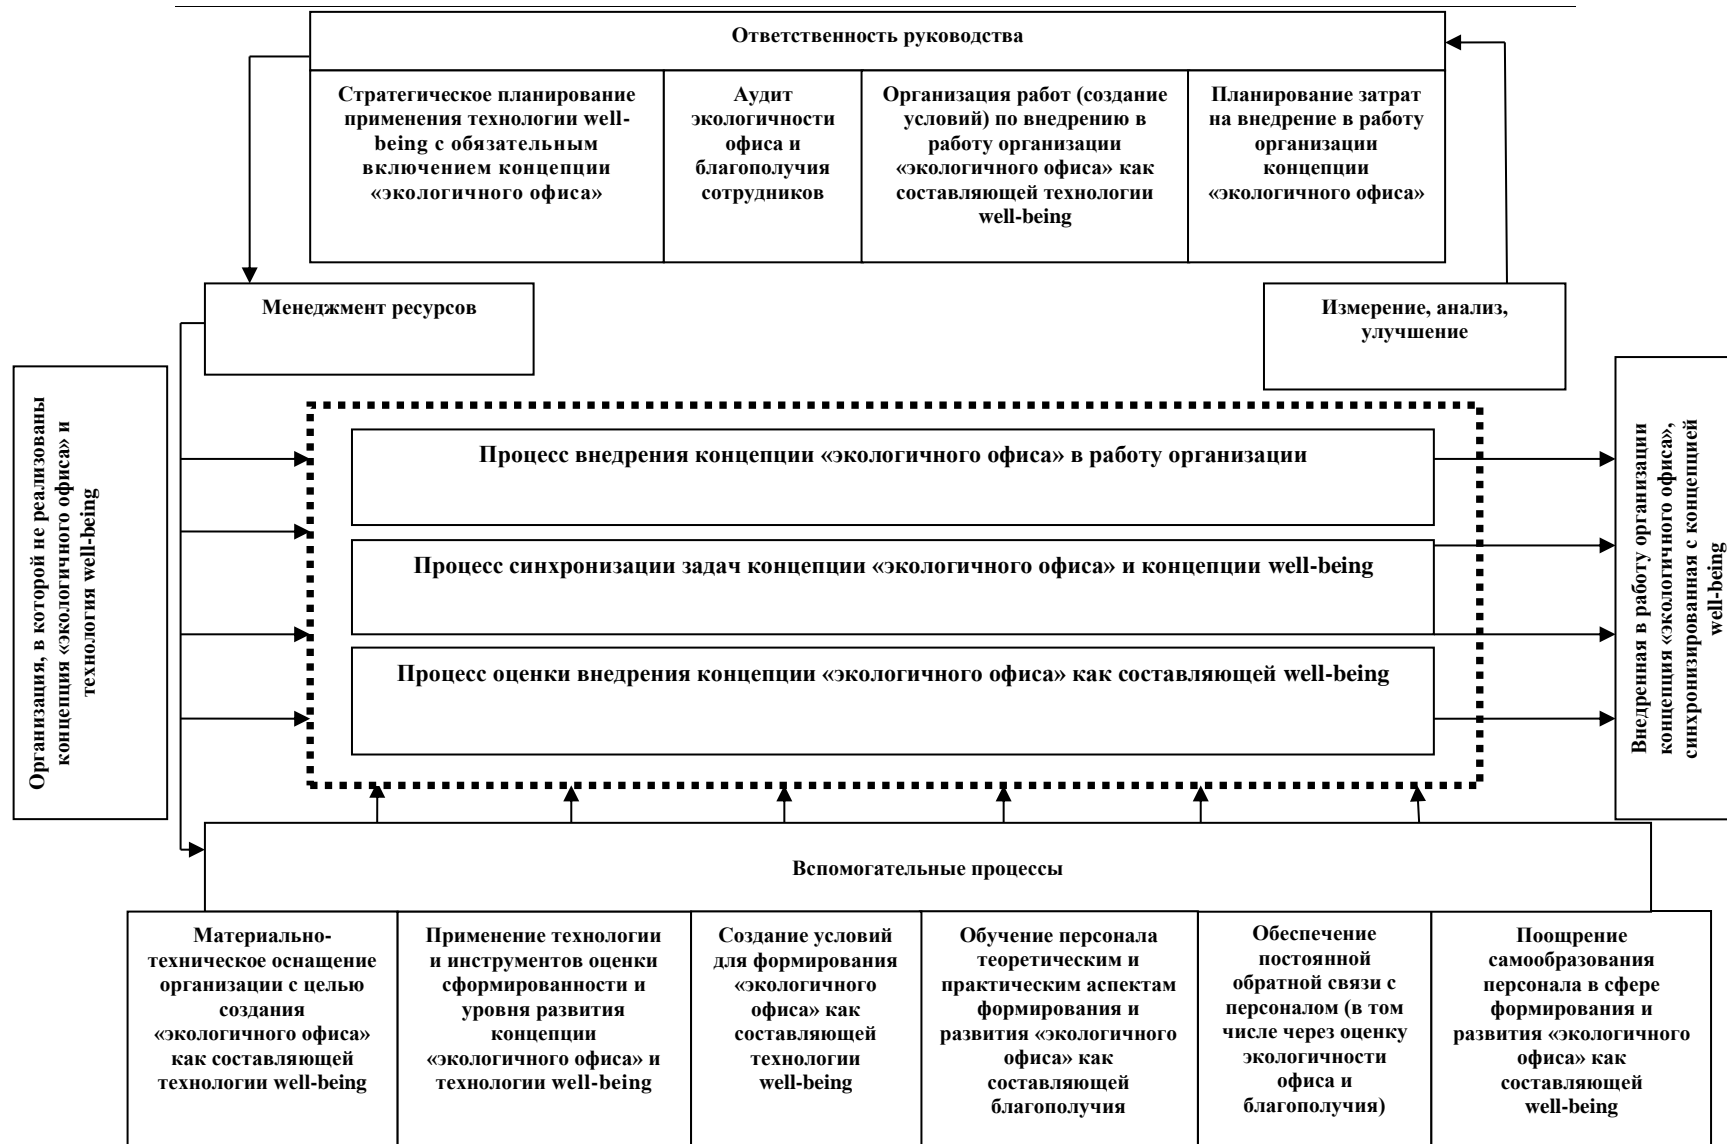 Ответственность руководства
Стратегическое планирование
применения технологии well-
being с обязательным
включением концепции
«экологичного офиса»
Аудит
экологичности
офиса и
благополучия
сотрудников
Организация работ (создание
условий) по внедрению в
работу организации
«экологичного офиса» как
составляющей технологии
well-being
Планирование затрат
на внедрение в работу
организации
концепции
«экологичного офиса»
Менеджмент ресурсов
Измерение, анализ,
улучшение
Организация, в которой не реализованы
концепция «экологичного офиса» и
технология well-being
Процесс внедрения концепции «экологичного офиса» в работу организации
Процесс синхронизации задач концепции «экологичного офиса» и концепции well-being
Процесс оценки внедрения концепции «экологичного офиса» как составляющей well-being
Внедренная в работу организации
концепция «экологичного офиса»,
синхронизированная с концепцией
well-being
Вспомогательные процессы
Материально-
техническое оснащение
организации с целью
создания
«экологичного офиса»
как составляющей
технологии well-being
Применение технологии
и инструментов оценки
сформированности и
уровня развития
концепции
«экологичного офиса» и
технологии well-being
Создание условий
для формирования
«экологичного
офиса» как
составляющей
технологии
well-being
Обучение персонала
теоретическим и
практическим аспектам
формирования и
развития «экологичного
офиса» как
составляющей
благополучия
Обеспечение
постоянной
обратной связи с
персоналом (в том
числе через оценку
экологичности
офиса и
благополучия)
Поощрение
самообразования
персонала в сфере
формирования и
развития «экологичного
офиса» как
составляющей
well-being